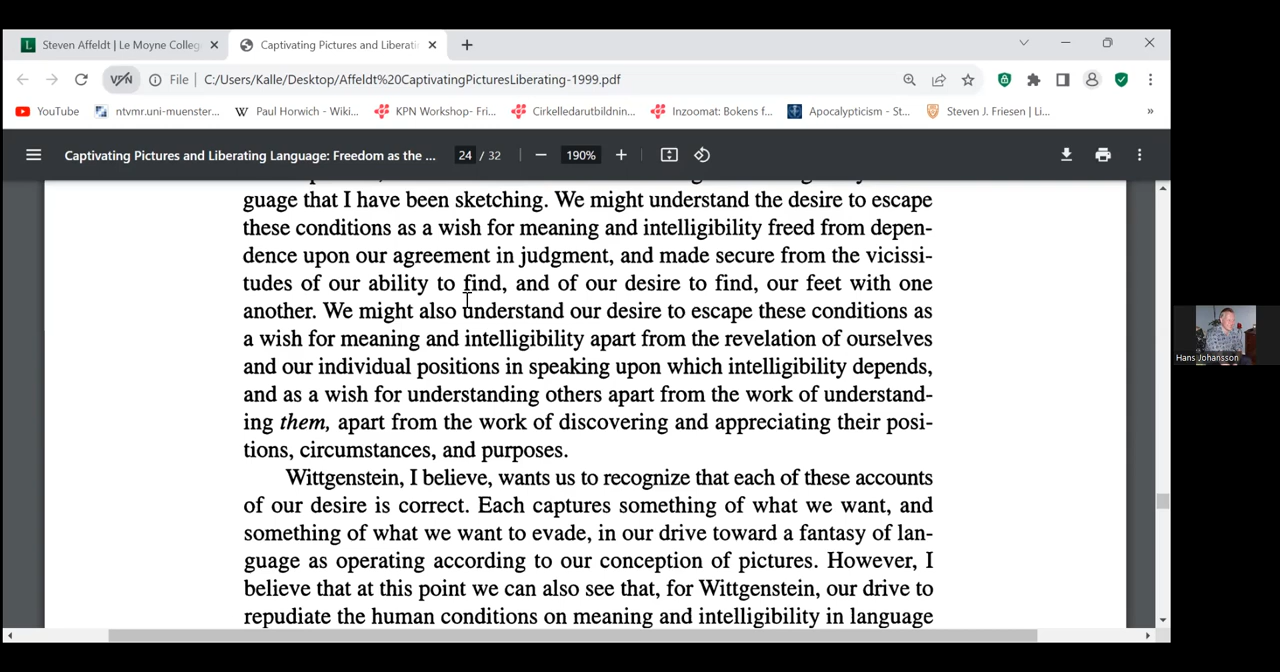 Steven Affeldt | Le Moyne Colleg
Captivating Pictures and Liberati
File
C:/Users/Kalle/Desktop/Affeldt%20CaptivatingPicturesLiberating-1999.pdf
YouTube
ntvmr.uni-muenster...
Paul Horwich - Wiki...
KPN Workshop- Fri...
Cirkelledarutbildnin...
Inzoomat: Bokens f...
Apocalypticism - St...
Steven J. Friesen | Li...
»
Captivating Pictures and Liberating Language: Freedom as the ...
24 / 32
190%
guage that I have been sketching. We might understand the desire to escape
these conditions as a wish for meaning and intelligibility freed from depen-
dence upon our agreement in judgment, and made secure from the vicissi-
tudes of our ability to find, and of our desire to find, our feet with one
another. We might also understand our desire to escape these conditions as
a wish for meaning and intelligibility apart from the revelation of ourselves
and our individual positions in speaking upon which intelligibility depends,
and as a wish for understanding others apart from the work of understand-
ing them, apart from the work of discovering and appreciating their posi-
tions, circumstances, and purposes.
Wittgenstein, I believe, wants us to recognize that each of these accounts
of our desire is correct. Each captures something of what we want, and
something of what we want to evade, in our drive toward a fantasy of lan-
guage as operating according to our conception of pictures. However, I
believe that at this point we can also see that, for Wittgenstein, our drive to
repudiate the human conditions on meaning and intelligibility in language
Hans Johansson